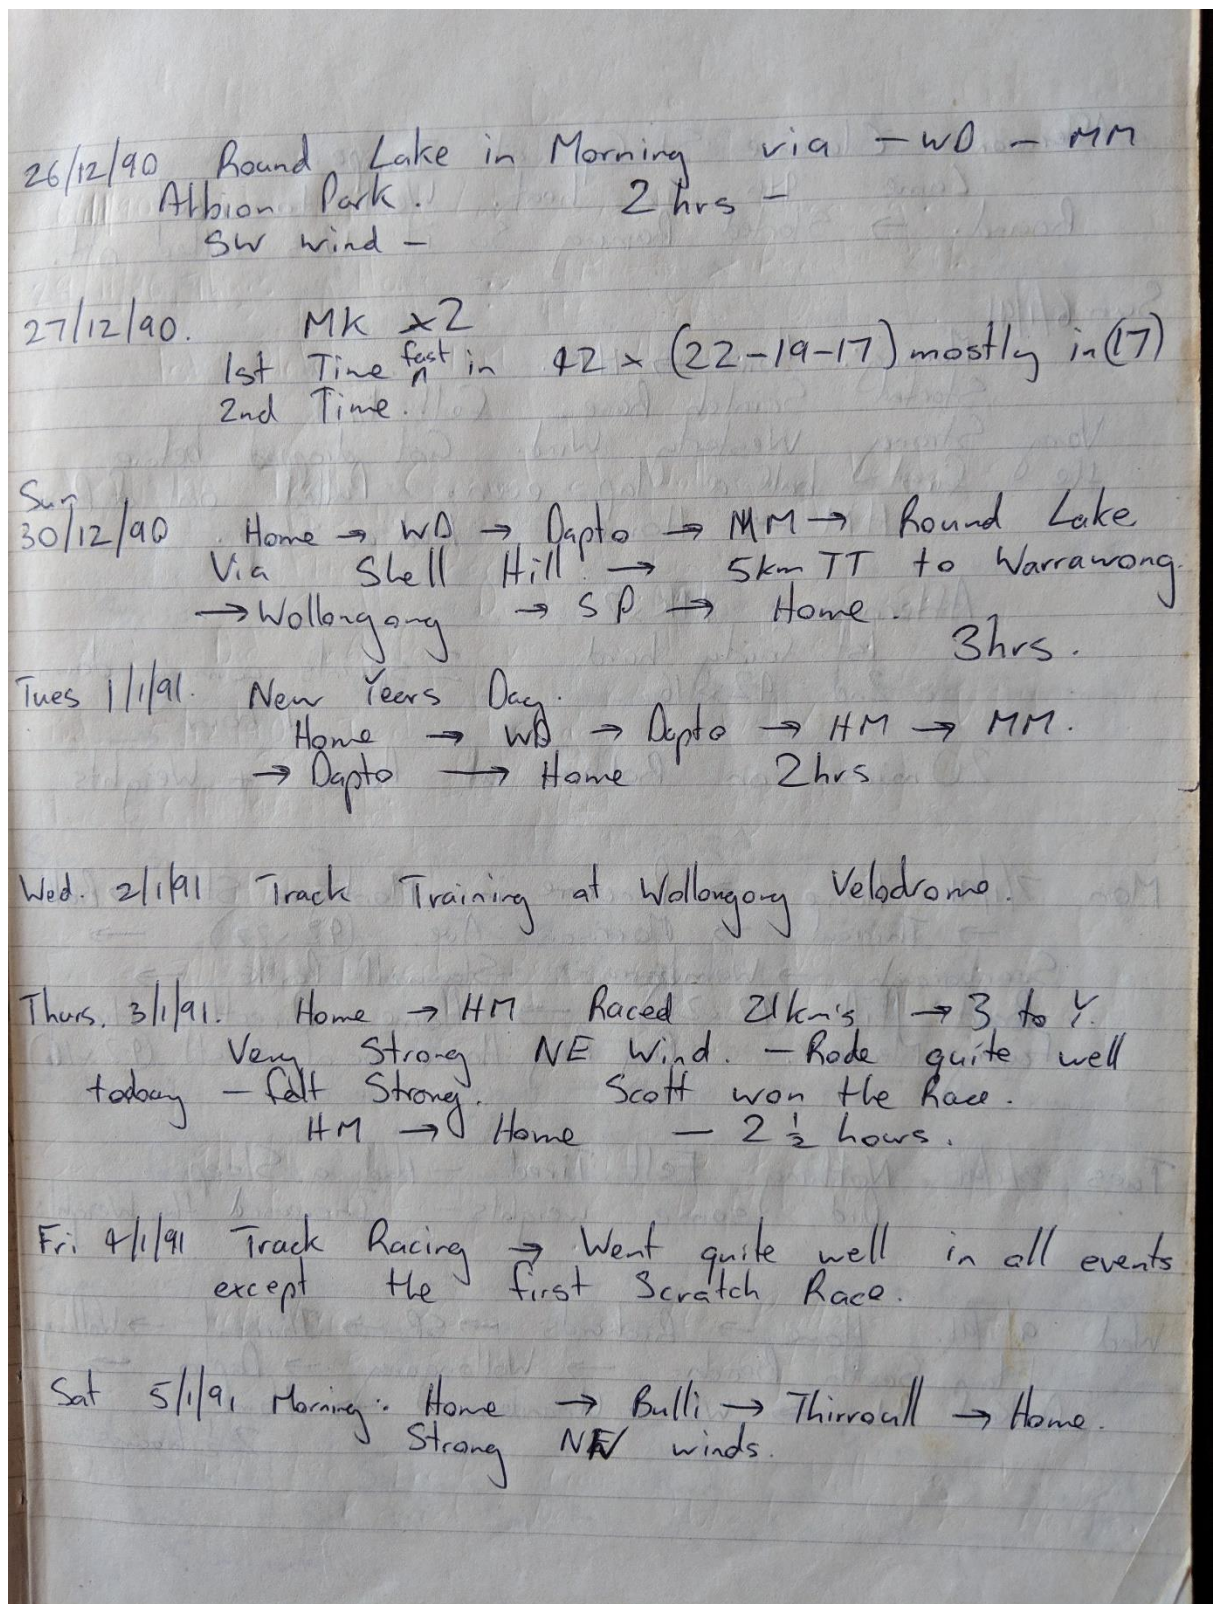 26/12/90 Round Lake in Morning via - WD - MM
Albion Park. 2 hrs -
SW wind -
27/12/90. MK x2
1st Time fast in 42 x (22-19-17) mostly in (17)
2nd Time.
Sun
30/12/90 Home → WD → Dapto → MM → Round Lake
Via Shell Hill → 5km TT to Warrawong.
→ Wollongong → SP → Home.
3hrs.
Tues 1/1/91. New Years Day.
Home → WD → Dapto → HM → MM.
→ Dapto → Home 2hrs
Wed. 2/1/91 Track Training at Wollongong Velodrome.
Thurs. 3/1/91. Home → HM Raced 21km's → 3 to Y.
Very Strong NE Wind. - Rode quite well
today - felt Strong. Scott won the Race.
HM → Home - 2 1/2 hours.
Fri 4/1/91 Track Racing → Went quite well in all events
except the first Scratch Race.
Sat 5/1/91 Morning: Home → Bulli → Thirroull → Home.
Strong winds.